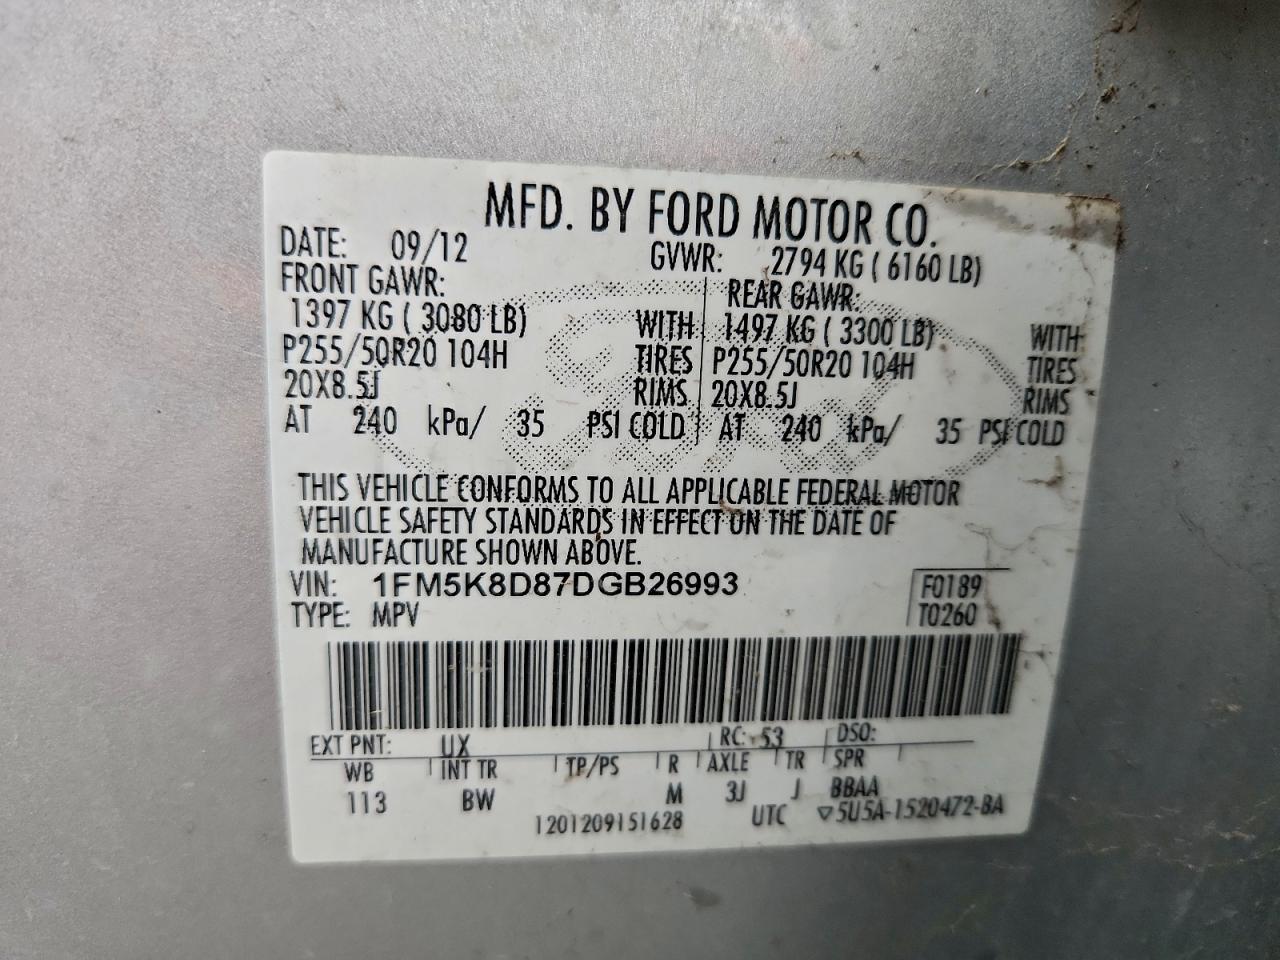 MFD. BY FORD MOTOR CO.
DATE: 09/12 GVWR: 2794 KG ( 6160 LB)
FRONT GAWR: REAR GAWR:
1397 KG ( 3080 LB) WITH 1497 KG ( 3300 LB) WITH
P255/50R20 104H TIRES P255/50R20 104H TIRES
20X8.5J RIMS 20X8.5J RIMS
AT 240 kPa/ 35 PSI COLD AT 240 kPa/ 35 PSI COLD
THIS VEHICLE CONFORMS TO ALL APPLICABLE FEDERAL MOTOR
VEHICLE SAFETY STANDARDS IN EFFECT ON THE DATE OF
MANUFACTURE SHOWN ABOVE.
VIN: 1FM5K8D87DGB26993 F0189
TYPE: MPV T0260
EXT PNT: UX RC: 53 DSO:
WB INT TR TP/PS R AXLE TR SPR
113 BW M 3J J BBAA
1201209151628 UTC ▽5U5A-1520472-BA